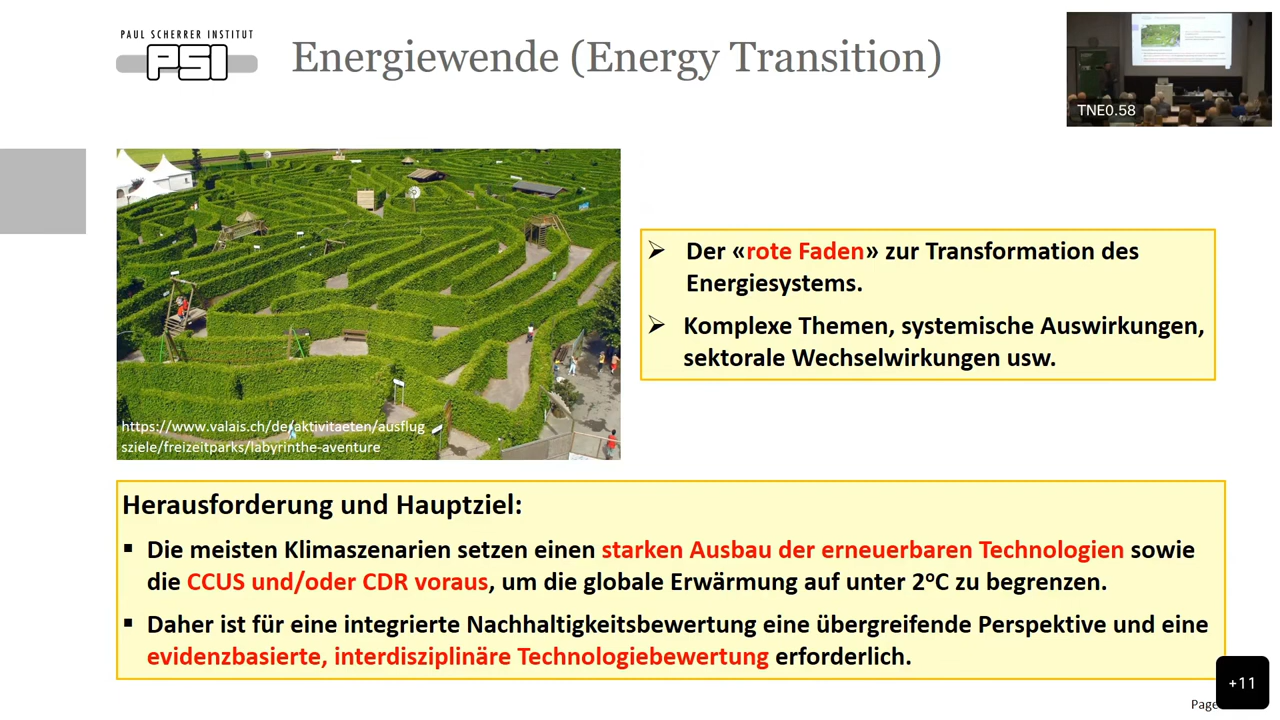 PAUL SCHERRER INSTITUT
PSI
Energiewende (Energy Transition)
TNE0.58
➢ Der «rote Faden» zur Transformation des
Energiesystems.
➢ Komplexe Themen, systemische Auswirkungen,
sektorale Wechselwirkungen usw.
https://www.valais.ch/de/aktivitaeten/ausflug
sziele/freizeitparks/labyrinthe-aventure
Herausforderung und Hauptziel:
▪ Die meisten Klimaszenarien setzen einen starken Ausbau der erneuerbaren Technologien sowie
die CCUS und/oder CDR voraus, um die globale Erwärmung auf unter 2ºC zu begrenzen.
▪ Daher ist für eine integrierte Nachhaltigkeitsbewertung eine übergreifende Perspektive und eine
evidenzbasierte, interdisziplinäre Technologiebewertung erforderlich.
+11
Page